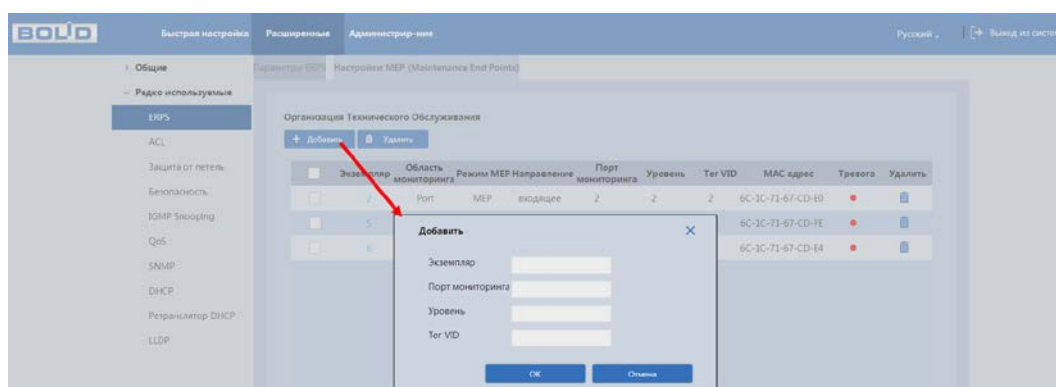 BOLID
Быстрая настройка Расширенные Администрир-ние Русский Выход из систе
Общие
Параметры ERPS Настройки MEP (Maintenance End Points)
Редко используемые
ERPS
ACL
Защита от петель
Безопасность
IGMP Snooping
QoS
SNMP
DHCP
Ретранслятор DHCP
LLDP
Организация Технического Обслуживания
+ Добавить Удалить
Экземпляр Область мониторинга Режим MEP Направление Порт мониторинга Уровень Тег VID MAC адрес Тревога Удалить
2 Port MEP входящее 2 2 2 6C-1C-71-67-CD-E0
5 6C-1C-71-67-CD-FE
6 6C-1C-71-67-CD-E4
Добавить
Экземпляр
Порт мониторинга
Уровень
Тег VID
OK Отмена